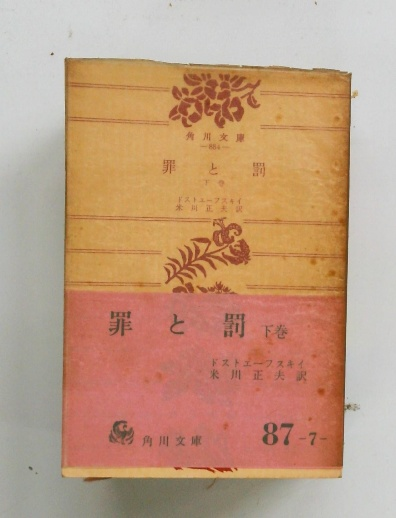 角川文庫
罪と罰
下巻
ドストエーフスキイ
米川正夫訳
罪と罰 下巻
ドストエーフスキイ
米川正夫訳
角川文庫
87-7-